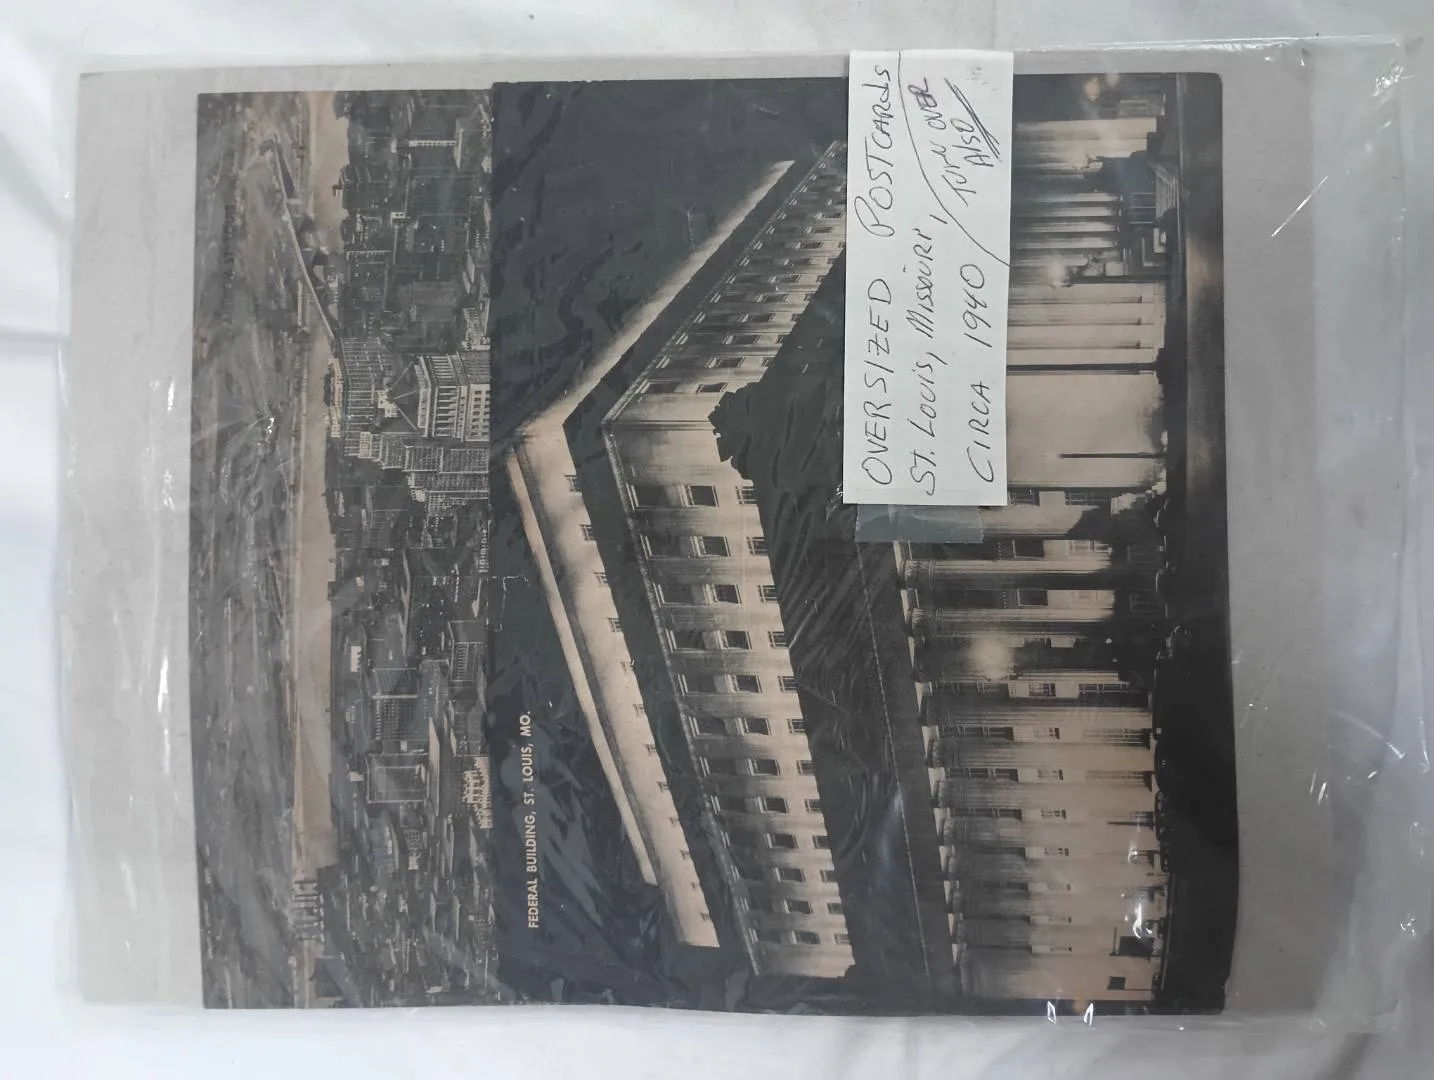 OVERSIZED POSTCARDS
ST. LOUIS, MISSOURI,
CIRCA 1940
TURN OVER
Also
FEDERAL BUILDING, ST. LOUIS, MO.